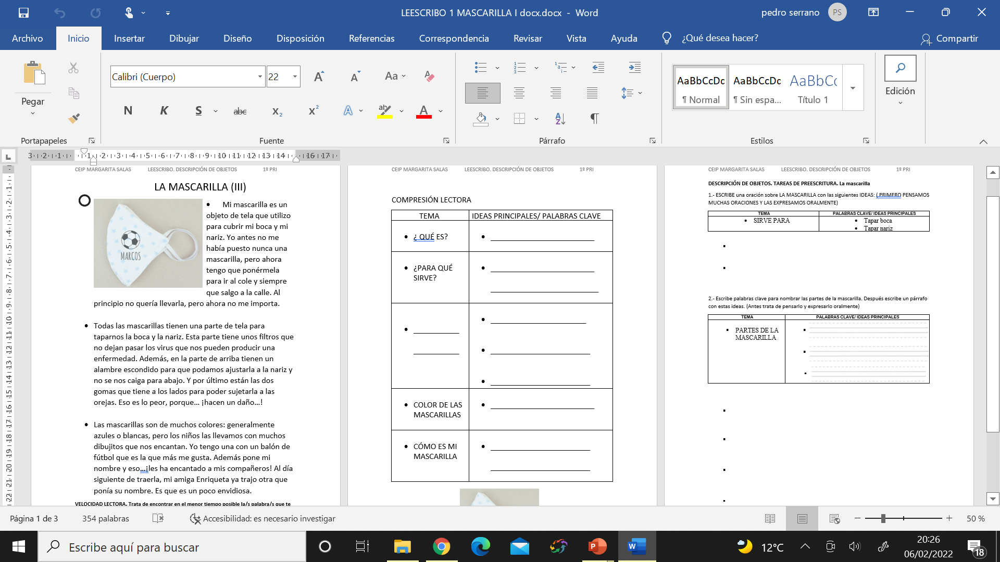 LEESCRIBO 1 MASCARILLA I docx.docx - Word
pedro serrano
PS
Archivo
Inicio
Insertar
Dibujar
Diseño
Disposición
Referencias
Correspondencia
Revisar
Vista
Ayuda
¿Qué desea hacer?
Compartir
Pegar
Portapapeles
Calibri (Cuerpo)
22
Aa
N K S abc x₂ x²
Fuente
Párrafo
AaBbCcDc
¶ Normal
AaBbCcDc
¶ Sin espa...
AaBbCc
Título 1
Estilos
Edición
3 2 1 1 2 3 4 5 6 7 8 9 10 11 12 13 14 16 17
CEIP MARGARITA SALAS LEESCRIBO. DESCRIPCIÓN DE OBJETOS 1º PRI
LA MASCARILLA (III)
MARCOS
• Mi mascarilla es un
objeto de tela que utilizo
para cubrir mi boca y mi
nariz. Yo antes no me
había puesto nunca una
mascarilla, pero ahora
tengo que ponérmela
para ir al cole y siempre
que salgo a la calle. Al
principio no quería llevarla, pero ahora no me importa.
• Todas las mascarillas tienen una parte de tela para
taparnos la boca y la nariz. Esta parte tiene unos filtros que
no dejan pasar los virus que nos pueden producir una
enfermedad. Además, en la parte de arriba tienen un
alambre escondido para que podamos ajustarla a la nariz y
no se nos caiga para abajo. Y por último están las dos
gomas que tiene a los lados para poder sujetarla a las
orejas. Eso es lo peor, porque… ¡hacen un daño…!
• Las mascarillas son de muchos colores: generalmente
azules o blancas, pero los niños las llevamos con muchos
dibujitos que nos encantan. Yo tengo una con un balón de
fútbol que es la que más me gusta. Además pone mi
nombre y eso…¡les ha encantado a mis compañeros! Al día
siguiente de traerla, mi amiga Enriqueta ya trajo otra que
ponía su nombre. Es que es un poco envidiosa.
VELOCIDAD LECTORA. Trata de encontrar en el menor tiempo posible la/s palabra/s que te
CEIP MARGARITA SALAS LEESCRIBO. DESCRIPCIÓN DE OBJETOS 1º PRI
COMPRESIÓN LECTORA
TEMA IDEAS PRINCIPALES/ PALABRAS CLAVE
• ¿ QUÉ ES?
• ¿PARA QUÉ
SIRVE?
• COLOR DE LAS
MASCARILLAS
• CÓMO ES MI
MASCARILLA
CEIP MARGARITA SALAS LEESCRIBO. DESCRIPCIÓN DE OBJETOS 1º PRI
DESCRIPCIÓN DE OBJETOS. TAREAS DE PREESCRITURA. La mascarilla
1.- ESCRIBE una oración sobre LA MASCARILLA con las siguientes IDEAS: ( PRIMERO PENSAMOS
MUCHAS ORACIONES Y LAS EXPRESAMOS ORALMENTE)
TEMA PALABRAS CLAVE/ IDEAS PRINCIPALES
• SIRVE PARA • Tapar boca
• Tapar nariz
2.- Escribe palabras clave para nombrar las partes de la mascarilla. Después escribe un párrafo
con estas ideas. (Antes trata de pensarlo y expresarlo oralmente)
TEMA PALABRAS CLAVE/ IDEAS PRINCIPALES
PARTES DE LA
MASCARILLA
Página 1 de 3
354 palabras
Accesibilidad: es necesario investigar
50 %
Escribe aquí para buscar
12°C
20:26
06/02/2022
18